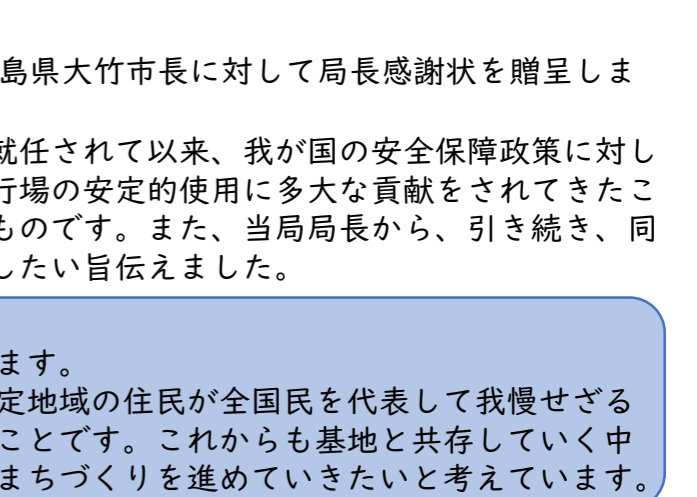 島県大竹市長に対して局長感謝状を贈呈しま
就任されて以来、我が国の安全保障政策に対し
行場の安定的使用に多大な貢献をされてきたこ
ものです。また、当局局長から、引き続き、同
したい旨伝えました。
ます。
定地域の住民が全国民を代表して我慢せざる
ことです。これからも基地と共存していく中
まちづくりを進めていきたいと考えています。